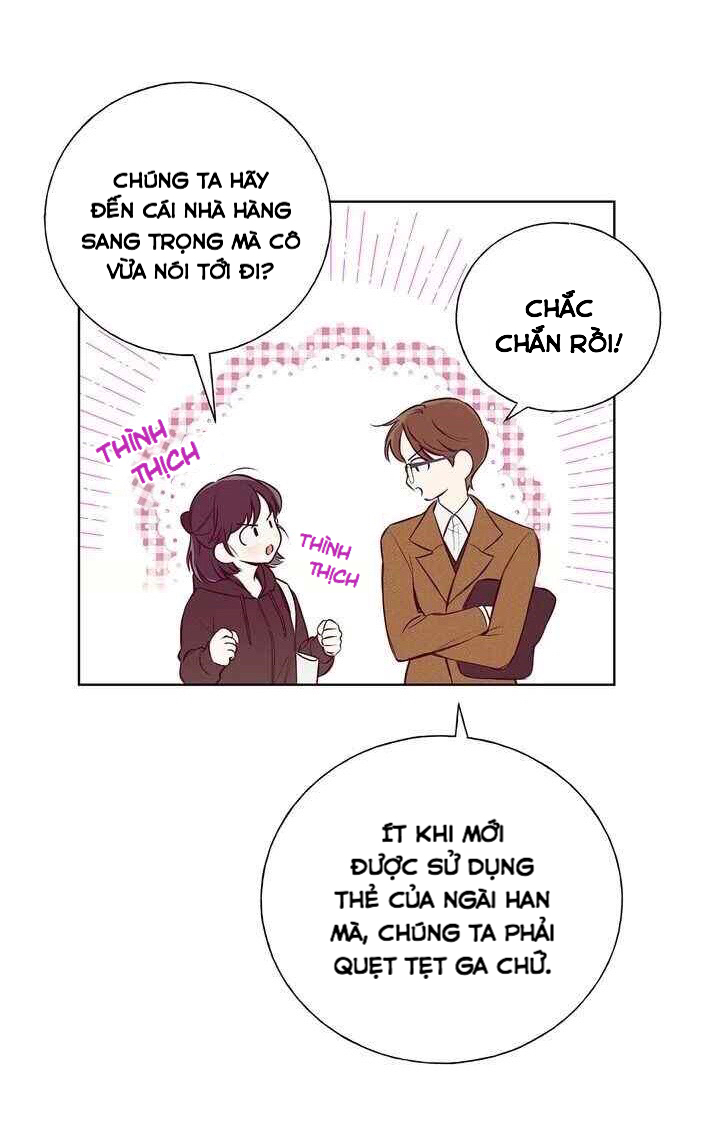 CHÚNG TA HÃY
ĐẾN CÁI NHÀ HÀNG
SANG TRỌNG MÀ CÔ
VỪA NÓI TỚI ĐI?
CHẮC
CHẮN RỒI!
THÌNH
THỊCH
THÌNH
THỊCH
ÍT KHI MỚI
ĐƯỢC SỬ DỤNG
THẺ CỦA NGÀI HAN
MÀ, CHÚNG TA PHẢI
QUẸT TẸT GA CHỨ.